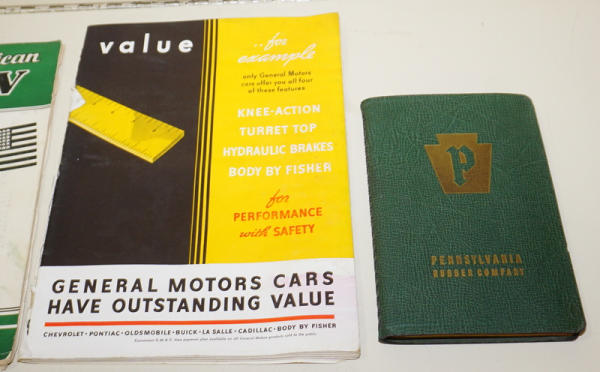 ican
value
..for
example
only General Motors
cars offer you all four
of these features
KNEE-ACTION
TURRET TOP
HYDRAULIC BRAKES
BODY BY FISHER
for
PERFORMANCE
with SAFETY
GENERAL MOTORS CARS
HAVE OUTSTANDING VALUE
CHEVROLET · PONTIAC · OLDSMOBILE · BUICK · LA SALLE · CADILLAC · BODY BY FISHER
P
PENNSYLVANIA
RUBBER COMPANY